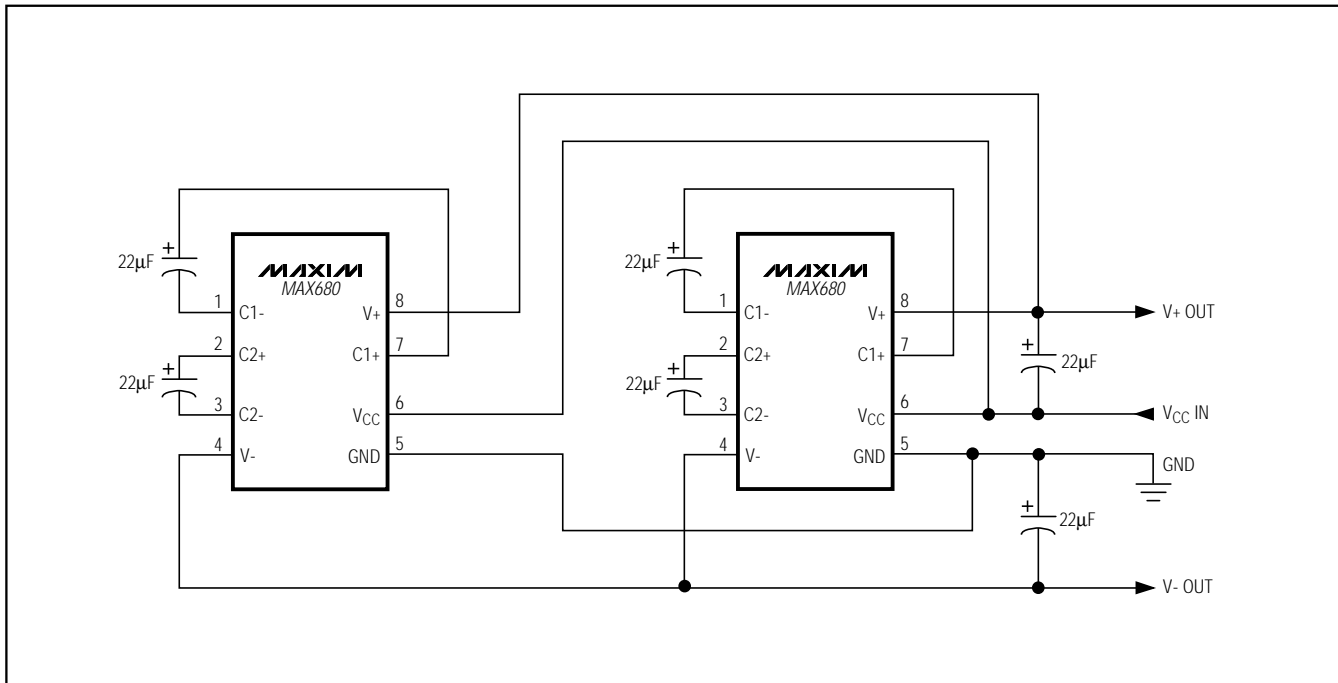 22µF
+
22µF
+
MAXIM
MAX680
1
C1-
2
C2+
3
C2-
4
V-
V+
8
C1+
7
VCC
6
GND
5
22µF
+
22µF
+
MAXIM
MAX680
1
C1-
2
C2+
3
C2-
4
V-
V+
8
C1+
7
VCC
6
GND
5
V+ OUT
+
22µF
VCC IN
GND
+
22µF
V- OUT